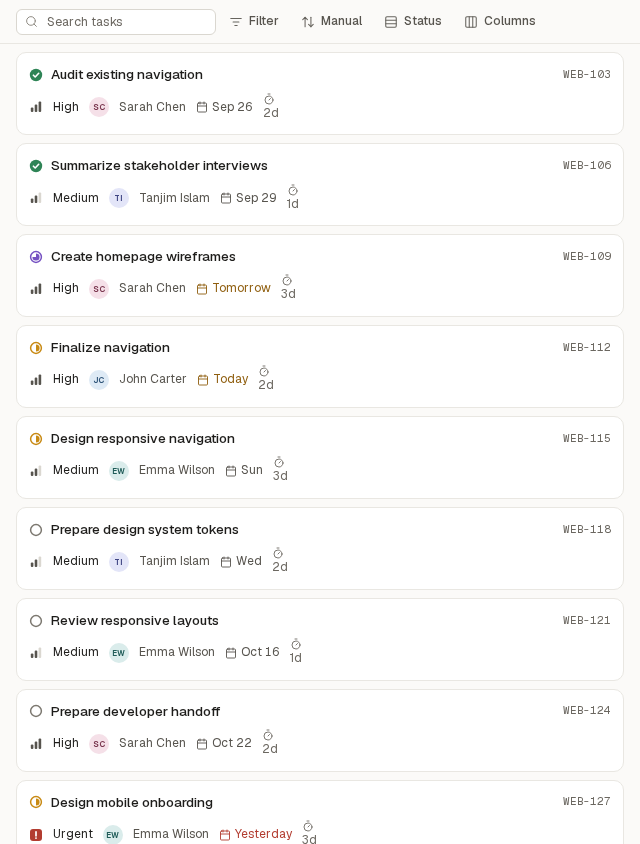 Search tasks Filter Manual Status Columns
Audit existing navigation WEB-103
High SC Sarah Chen Sep 26 2d
Summarize stakeholder interviews WEB-106
Medium TI Tanjim Islam Sep 29 1d
Create homepage wireframes WEB-109
High SC Sarah Chen Tomorrow 3d
Finalize navigation WEB-112
High JC John Carter Today 2d
Design responsive navigation WEB-115
Medium EW Emma Wilson Sun 3d
Prepare design system tokens WEB-118
Medium TI Tanjim Islam Wed 2d
Review responsive layouts WEB-121
Medium EW Emma Wilson Oct 16 1d
Prepare developer handoff WEB-124
High SC Sarah Chen Oct 22 2d
Design mobile onboarding WEB-127
Urgent EW Emma Wilson Yesterday 3d